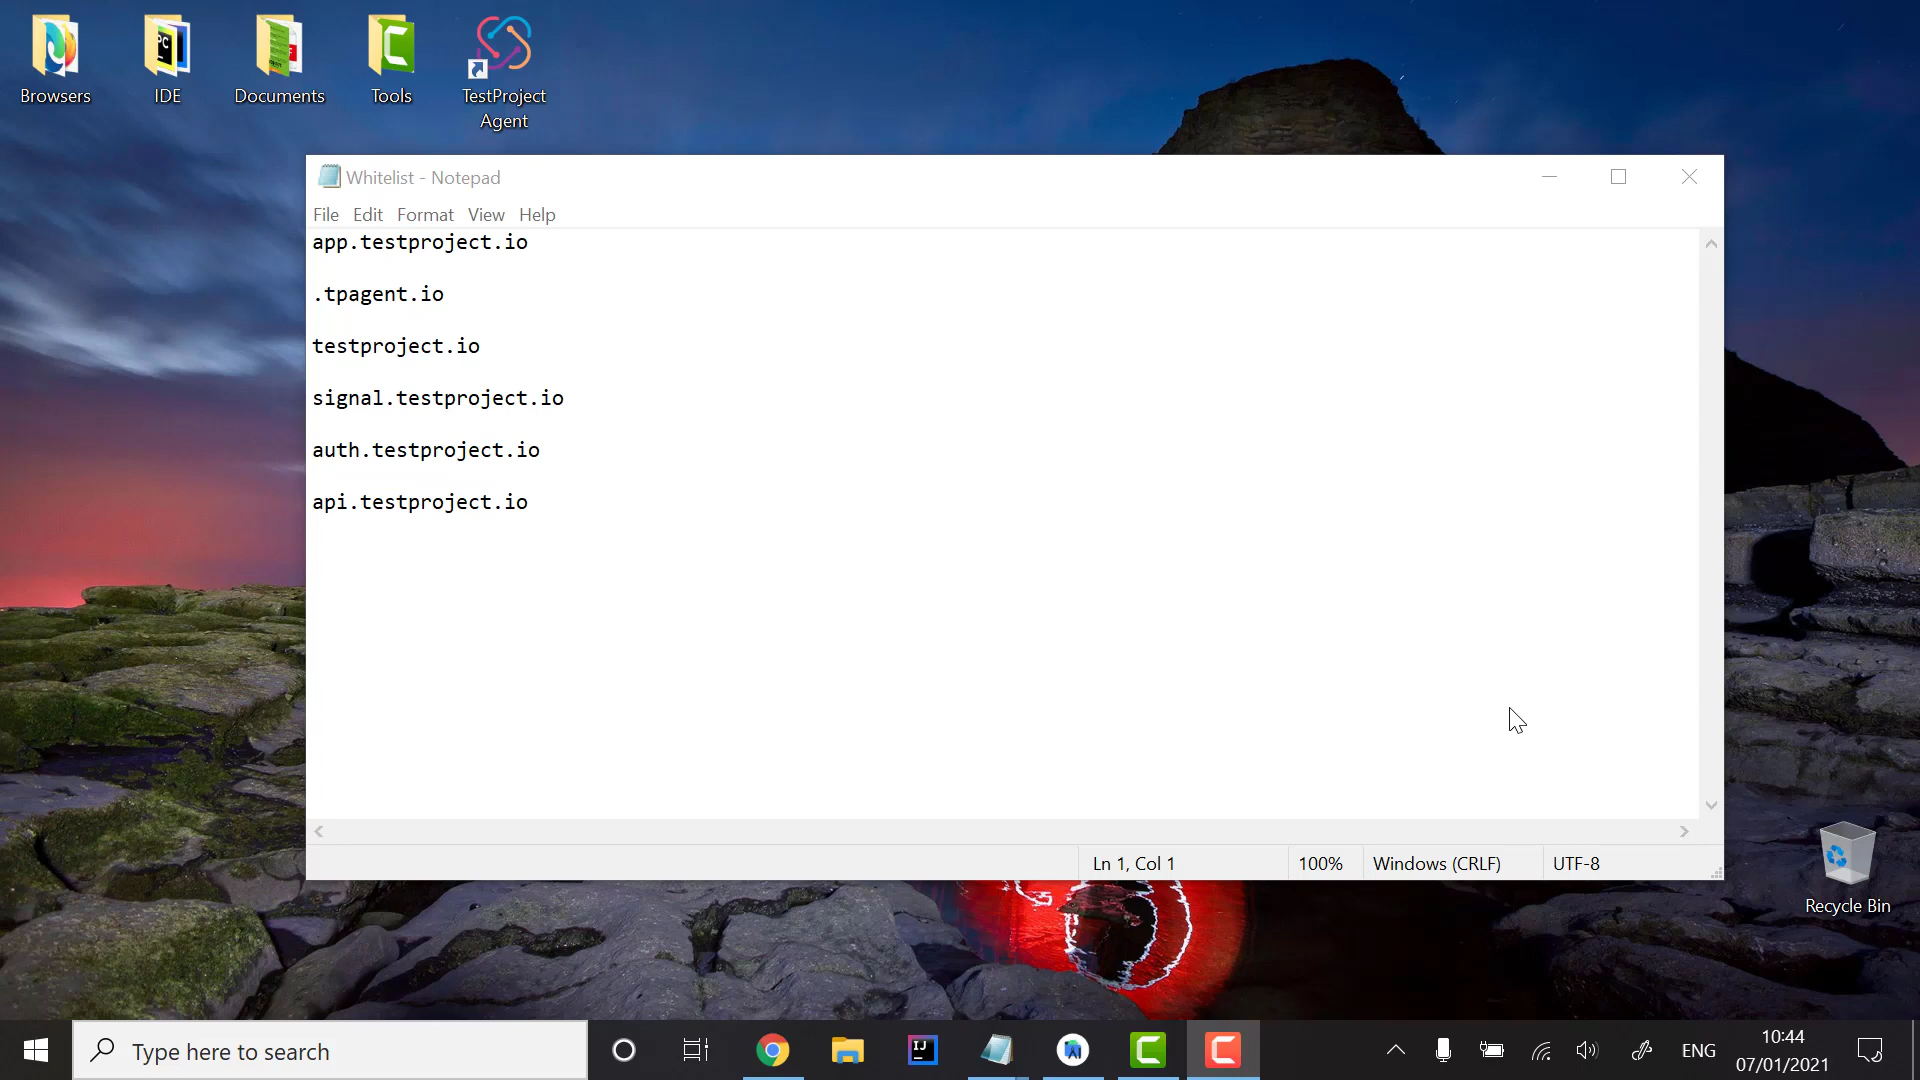 Browsers
IDE
Documents
Tools
TestProject
Agent
Whitelist - Notepad
File Edit Format View Help
app.testproject.io
.tpagent.io
testproject.io
signal.testproject.io
auth.testproject.io
api.testproject.io
Ln 1, Col 1
100%
Windows (CRLF)
UTF-8
Recycle Bin
Type here to search
ENG
10:44
07/01/2021